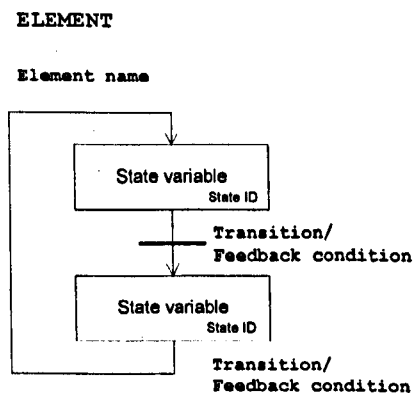 ELEMENT
Element name
State variable
State ID
Transition/
Feedback condition
State variable
State ID
Transition/
Feedback condition